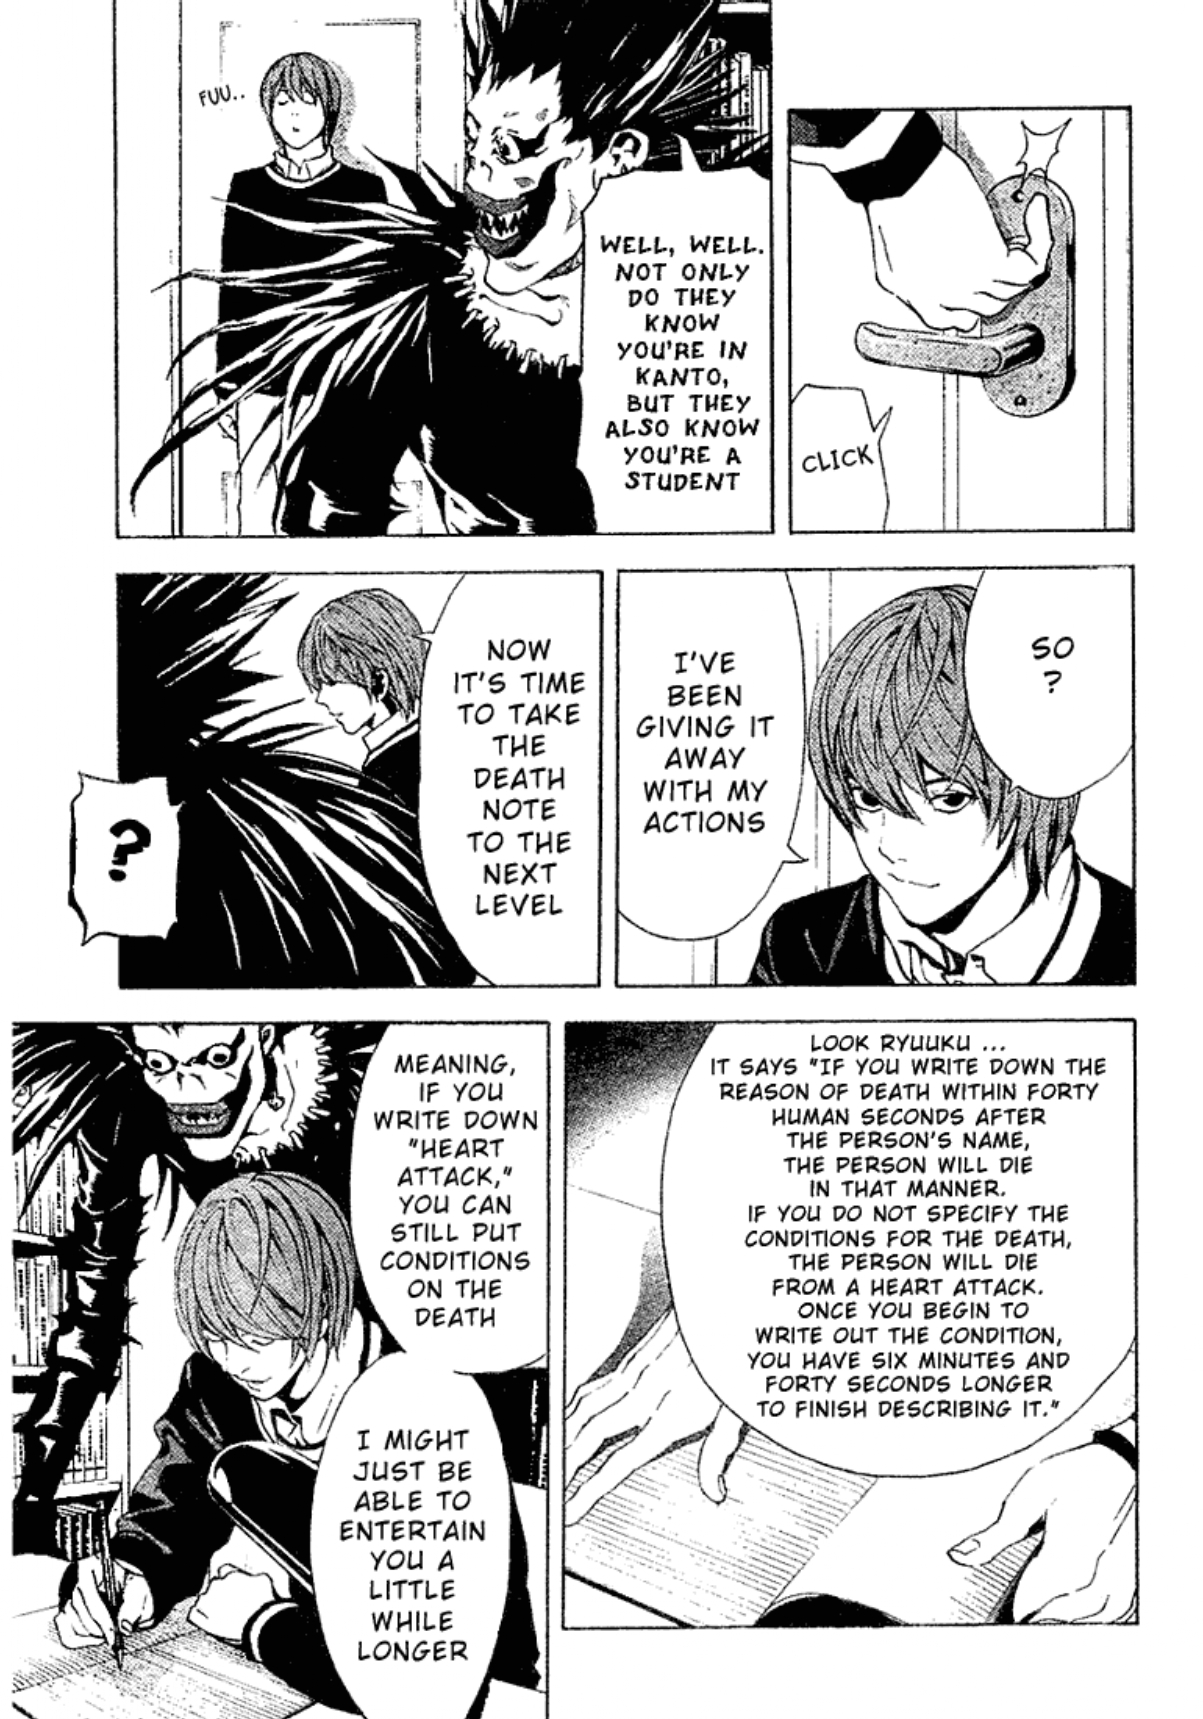 CLICK
FUU..
WELL, WELL.
NOT ONLY
DO THEY
KNOW
YOU'RE IN
KANTO,
BUT THEY
ALSO KNOW
YOU'RE A
STUDENT
SO
?
I'VE
BEEN
GIVING IT
AWAY
WITH MY
ACTIONS
NOW
IT'S TIME
TO TAKE
THE
DEATH
NOTE
TO THE
NEXT
LEVEL
?
LOOK RYUUKU ...
IT SAYS "IF YOU WRITE DOWN THE
REASON OF DEATH WITHIN FORTY
HUMAN SECONDS AFTER
THE PERSON'S NAME,
THE PERSON WILL DIE
IN THAT MANNER.
IF YOU DO NOT SPECIFY THE
CONDITIONS FOR THE DEATH,
THE PERSON WILL DIE
FROM A HEART ATTACK.
ONCE YOU BEGIN TO
WRITE OUT THE CONDITION,
YOU HAVE SIX MINUTES AND
FORTY SECONDS LONGER
TO FINISH DESCRIBING IT."
MEANING,
IF YOU
WRITE DOWN
"HEART
ATTACK,"
YOU CAN
STILL PUT
CONDITIONS
ON THE
DEATH
I MIGHT
JUST BE
ABLE TO
ENTERTAIN
YOU A
LITTLE
WHILE
LONGER